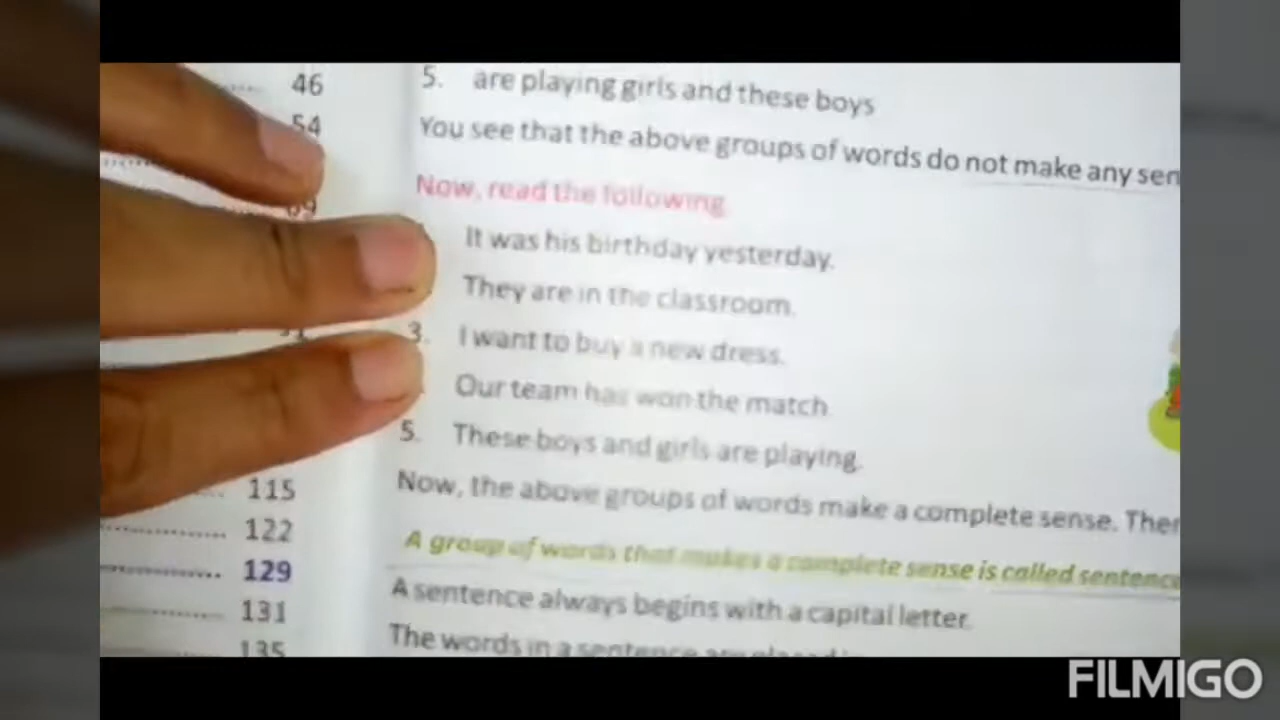 46
54
69
115
122
129
131
135
5. are playing girls and these boys
You see that the above groups of words do not make any sen
Now, read the following
It was his birthday yesterday.
They are in the classroom.
3. I want to buy a new dress.
Our team has won the match
5. These boys and girls are playing.
Now, the above groups of words make a complete sense. Ther
A group of words that makes a complete sense is called sentence
A sentence always begins with a capital letter.
The words in a sentence are placed
FILMIGO